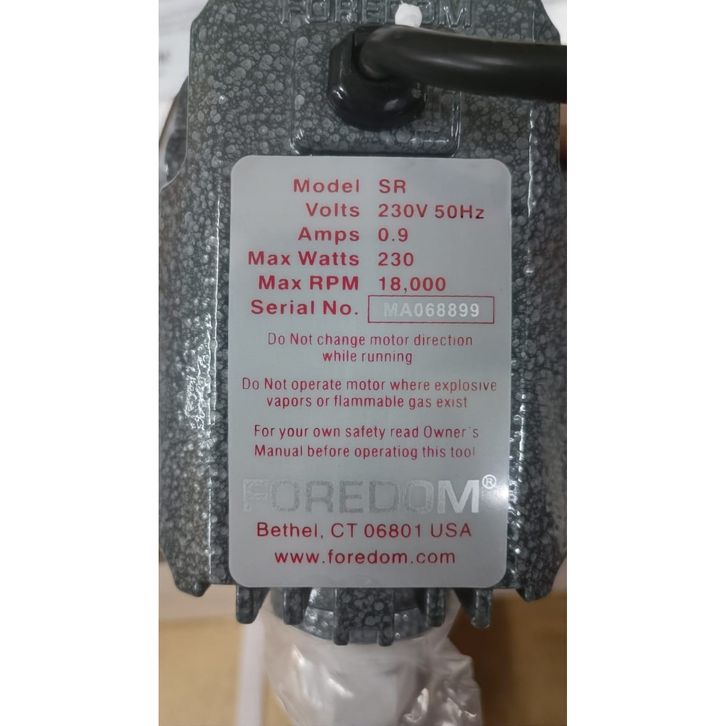 FOREDOM
Model SR
Volts 230V 50Hz
Amps 0.9
Max Watts 230
Max RPM 18,000
Serial No. MA068899
Do Not change motor direction
while running
Do Not operate motor where explosive
vapors or flammable gas exist
For your own safety read Owner's
Manual before operatiog this tool
FOREDOM®
Bethel, CT 06801 USA
www.foredom.com